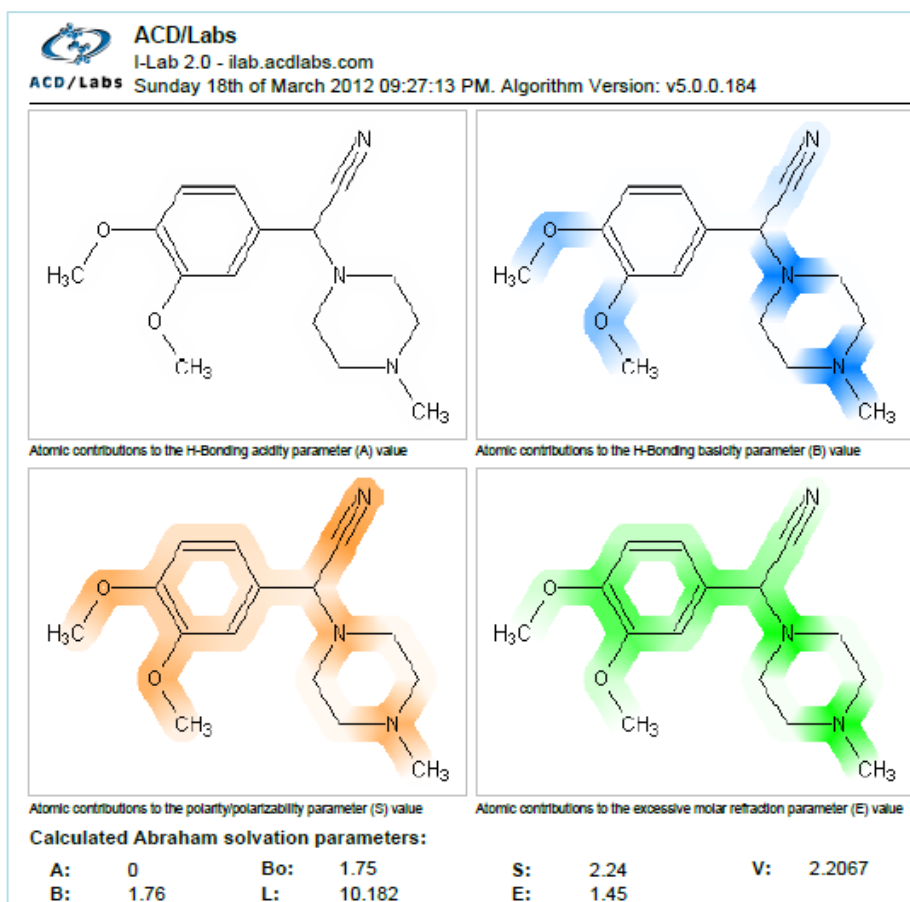 ACD/Labs
I-Lab 2.0 - ilab.acdlabs.com
ACD/Labs Sunday 18th of March 2012 09:27:13 PM. Algorithm Version: v5.0.0.184
N
O
H3C
N
O
CH3
N
CH3
Atomic contributions to the H-Bonding acidity parameter (A) value
N
O
H3C
N
O
CH3
N
CH3
Atomic contributions to the H-Bonding basicity parameter (B) value
N
O
H3C
N
O
CH3
N
CH3
Atomic contributions to the polarity/polarizability parameter (S) value
N
O
H3C
N
O
CH3
N
CH3
Atomic contributions to the excessive molar refraction parameter (E) value
Calculated Abraham solvation parameters:
A: 0 Bo: 1.75 S: 2.24 V: 2.2067
B: 1.76 L: 10.182 E: 1.45